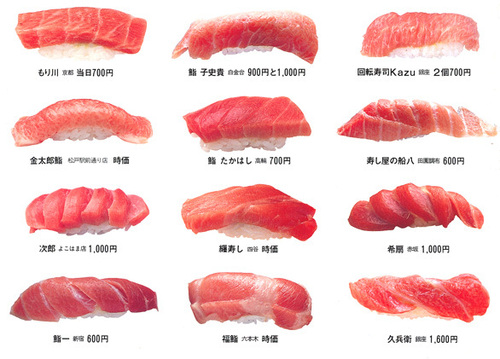 もり川 京都 当日700円
鮨 子史貴 白金台 900円と1,000円
回転寿司Kazu 銀座 2個700円
金太郎鮨 松戸駅前通り店 時価
鮨 たかはし 高輪 700円
寿し屋の船八 田園調布 600円
次郎 よこはま店 1,000円
纏寿し 四谷 時価
希扇 赤坂 1,000円
鮨一 新宿 600円
福鮨 六本木 時価
久兵衛 銀座 1,600円